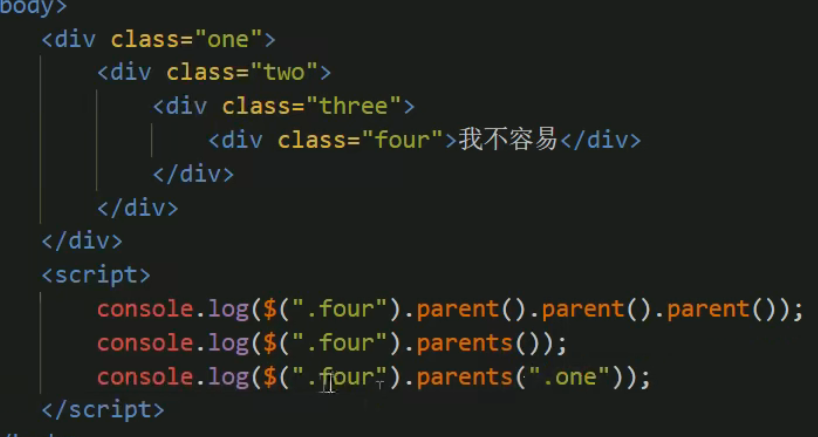 body>
<div class="one">
<div class="two">
<div class="three">
<div class="four">我不容易</div>
</div>
</div>
</div>
<script>
console.log($(".four").parent().parent().parent());
console.log($(".four").parents());
console.log($(".four").parents(".one"));
</script>